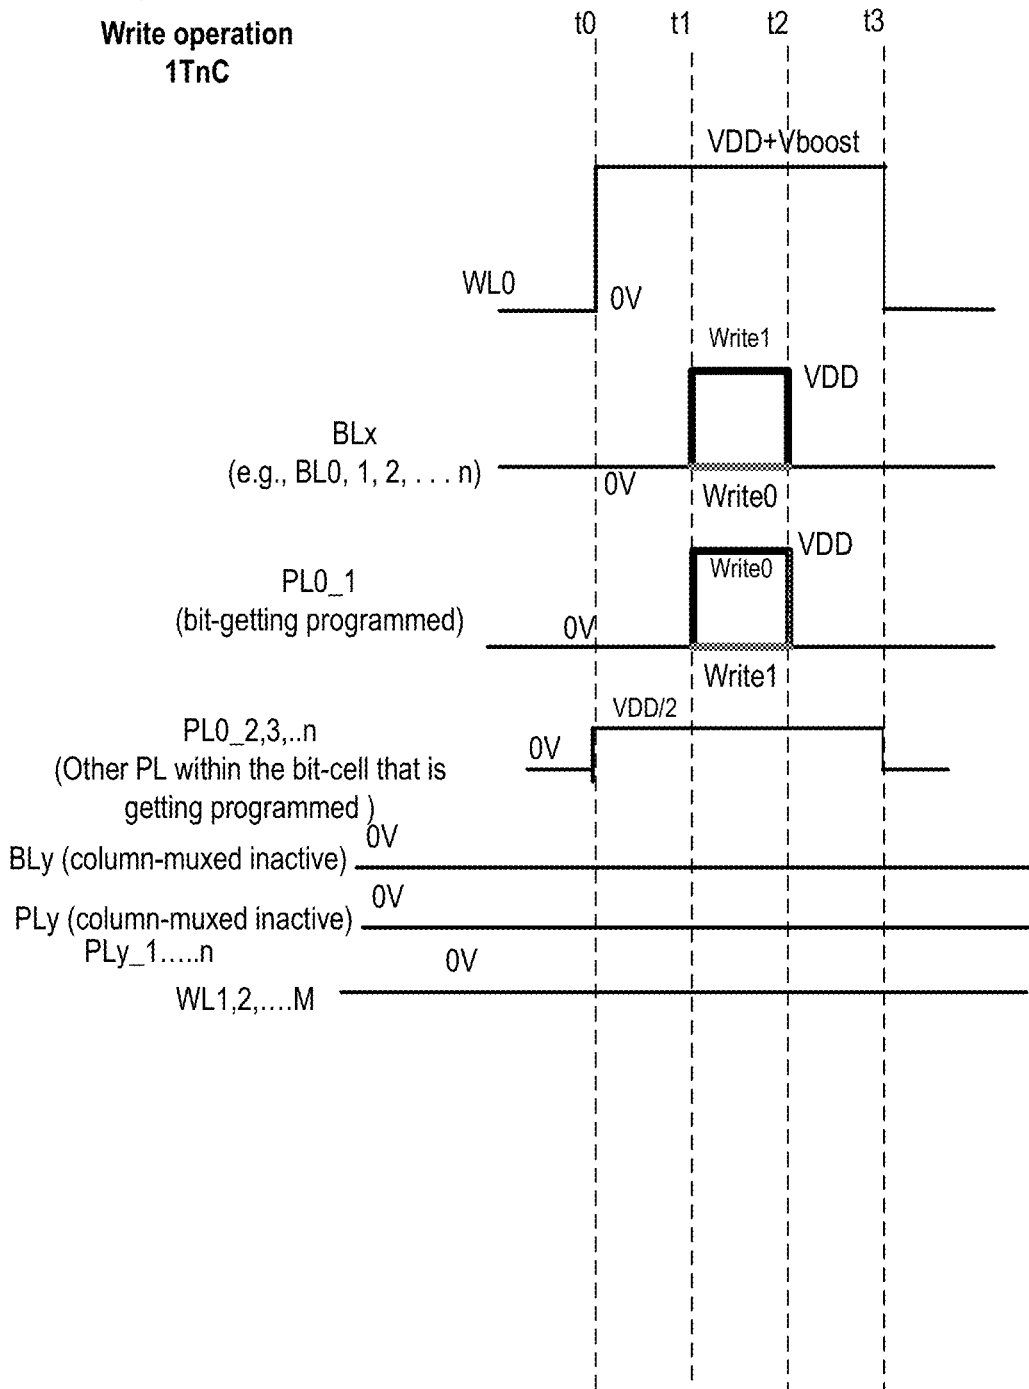 Write operation
1TnC
t0 t1 t2 t3
VDD+Vboost
WL0
0V
Write1
VDD
BLx
(e.g., BL0, 1, 2, . . . n)
0V
Write0
VDD
Write0
PL0_1
(bit-getting programmed)
0V
Write1
VDD/2
PL0_2,3,..n
0V
(Other PL within the bit-cell that is
getting programmed )
0V
BLy (column-muxed inactive)
0V
PLy (column-muxed inactive)
PLy_1.....n
0V
WL1,2,....M